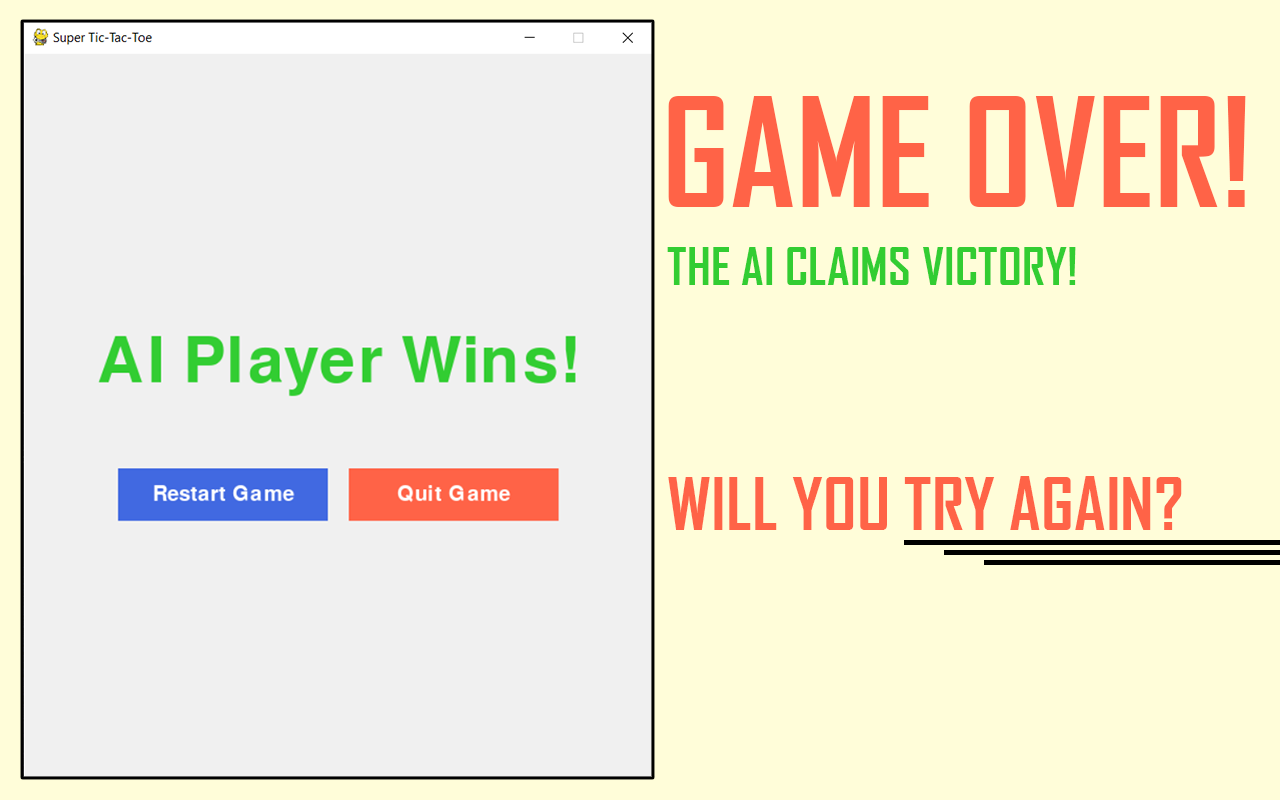 Super Tic-Tac-Toe
AI Player Wins!
Restart Game
Quit Game
GAME OVER!
THE AI CLAIMS VICTORY!
WILL YOU TRY AGAIN?